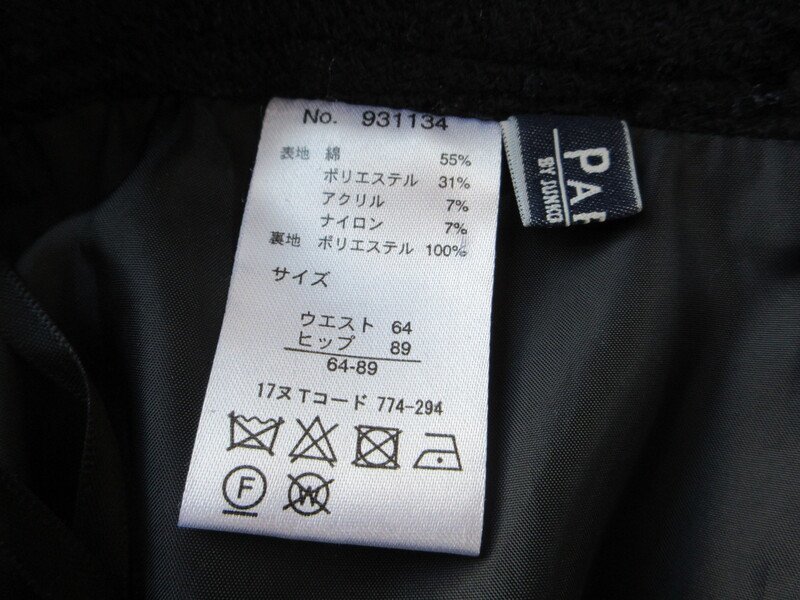 No. 931134
表地 綿 55%
ポリエステル 31%
アクリル 7%
ナイロン 7%
裏地 ポリエステル 100%
サイズ
ウエスト 64
ヒップ 89
64-89
17ヌTコード 774-294
F W
BY JUNKO